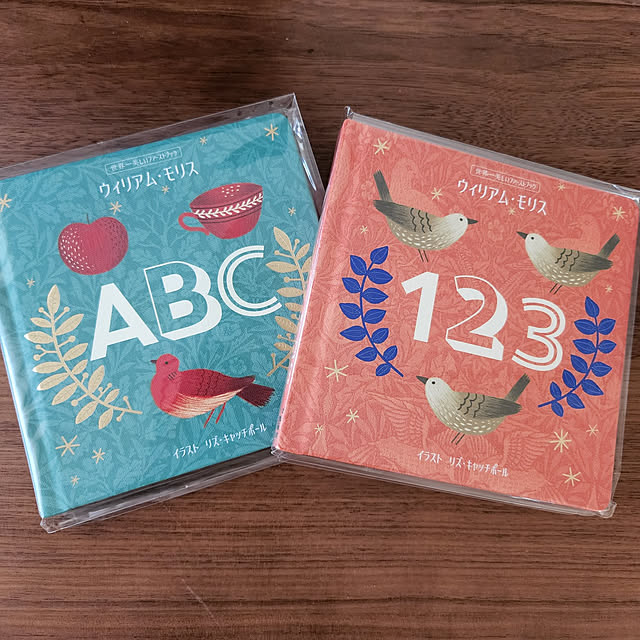 世界一美しいファーストブック
ウィリアム・モリス
ABC
イラスト リズ・キャッチポール
世界一美しいファーストブック
ウィリアム・モリス
123
イラスト リズ・キャッチポール